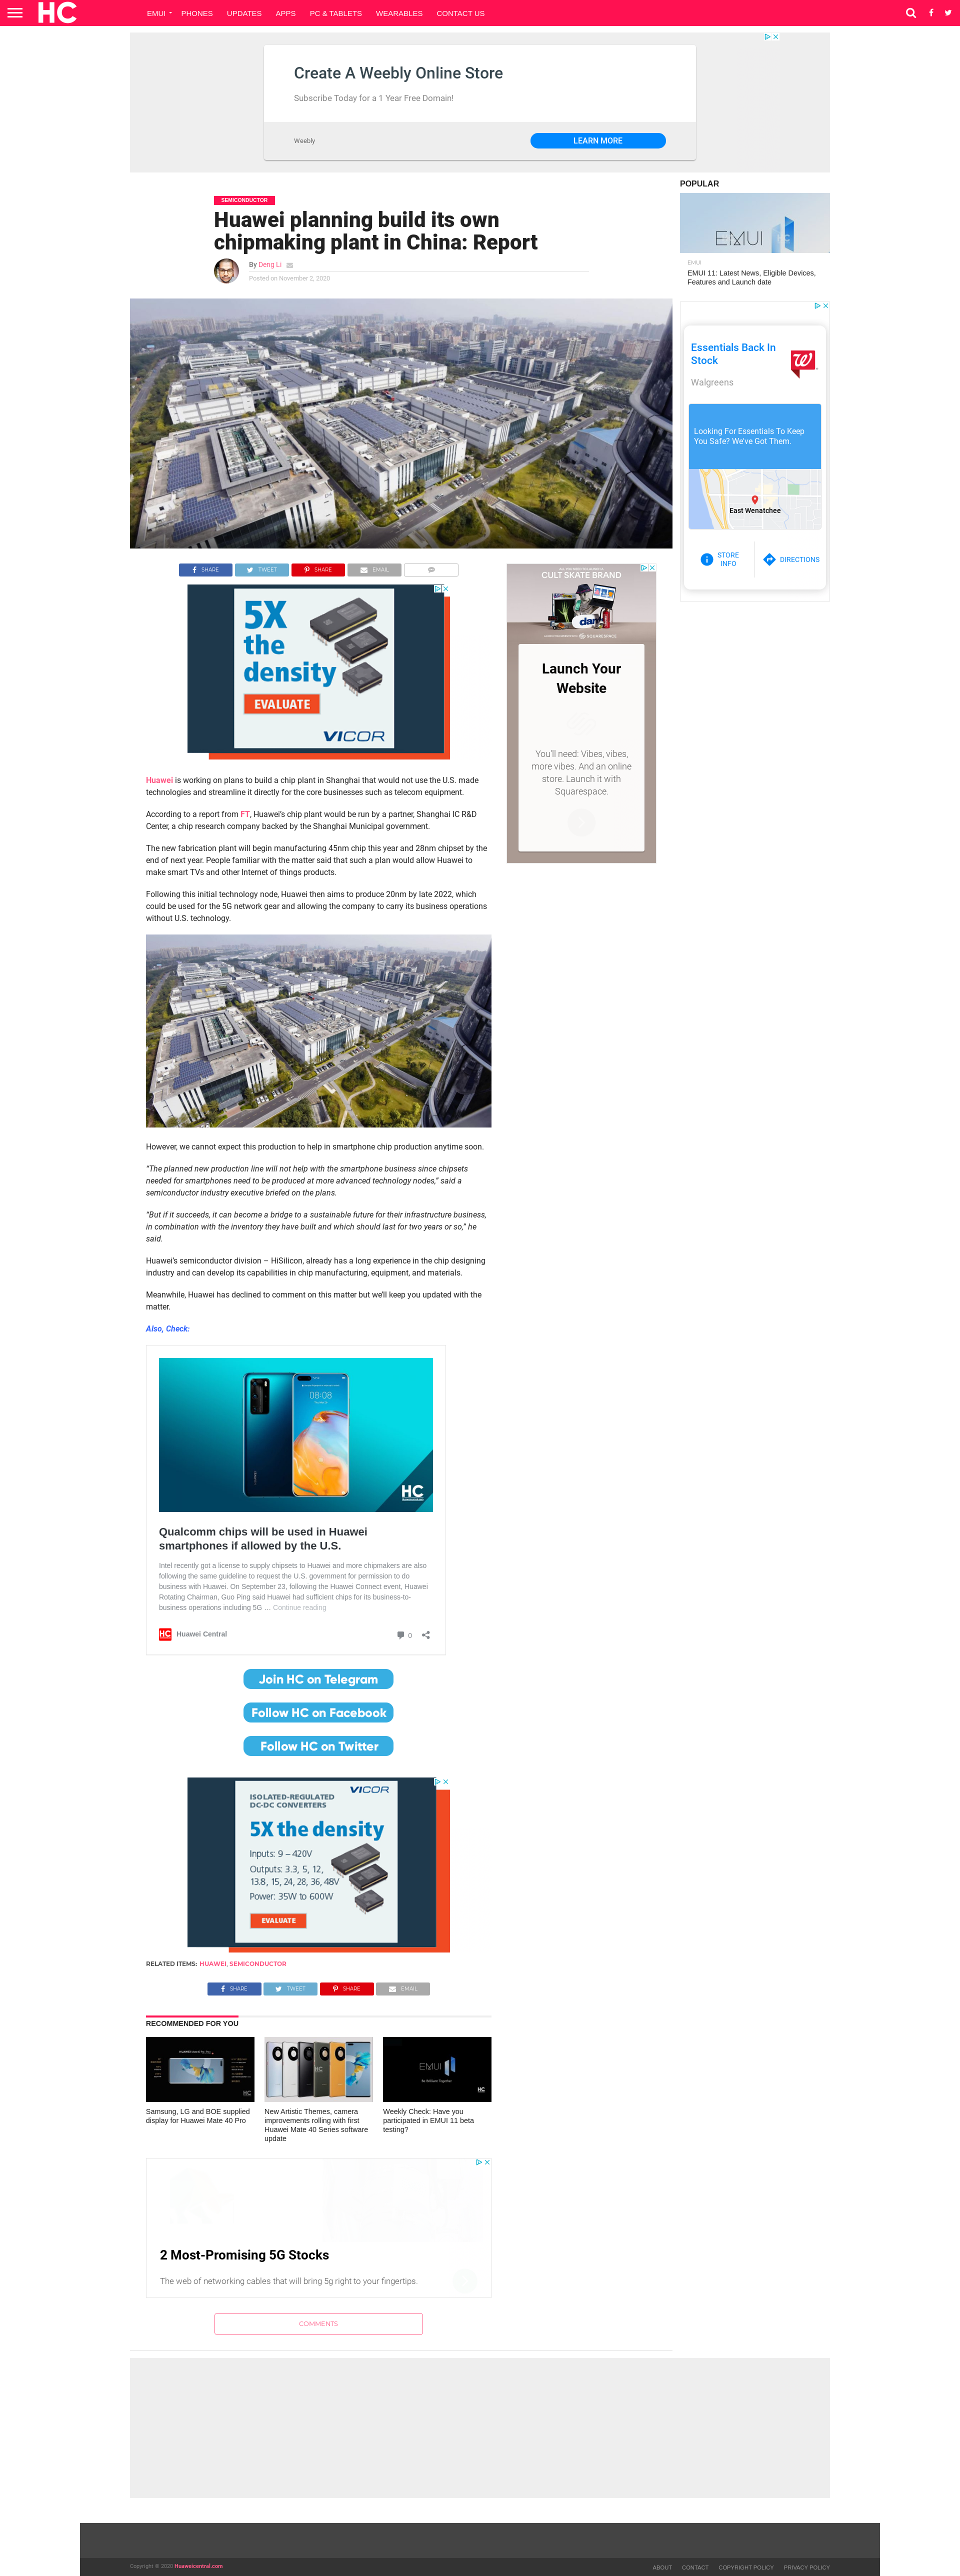 HC
EMUI
PHONES
UPDATES
APPS
PC & TABLETS
WEARABLES
CONTACT US
Create A Weebly Online Store
Subscribe Today for a 1 Year Free Domain!
Weebly
LEARN MORE
SEMICONDUCTOR
Huawei planning build its own
chipmaking plant in China: Report
By Deng Li
Posted on November 2, 2020
POPULAR
EMUI
EMUI
EMUI 11: Latest News, Eligible Devices,
Features and Launch date
Essentials Back In
Stock
Walgreens
Looking For Essentials To Keep
You Safe? We've Got Them.
East Wenatchee
STORE
INFO
DIRECTIONS
SHARE
TWEET
SHARE
EMAIL
5X
the
density
EVALUATE
VICOR
CULT SKATE BRAND
dan
SQUARESPACE
Launch Your
Website
You'll need: Vibes, vibes,
more vibes. And an online
store. Launch it with
Squarespace.
Huawei is working on plans to build a chip plant in Shanghai that would not use the U.S. made
technologies and streamline it directly for the core businesses such as telecom equipment.
According to a report from FT, Huawei’s chip plant would be run by a partner, Shanghai IC R&D
Center, a chip research company backed by the Shanghai Municipal government.
The new fabrication plant will begin manufacturing 45nm chip this year and 28nm chipset by the
end of next year. People familiar with the matter said that such a plan would allow Huawei to
make smart TVs and other Internet of things products.
Following this initial technology node, Huawei then aims to produce 20nm by late 2022, which
could be used for the 5G network gear and allowing the company to carry its business operations
without U.S. technology.
However, we cannot expect this production to help in smartphone chip production anytime soon.
“The planned new production line will not help with the smartphone business since chipsets
needed for smartphones need to be produced at more advanced technology nodes,” said a
semiconductor industry executive briefed on the plans.
“But if it succeeds, it can become a bridge to a sustainable future for their infrastructure business,
in combination with the inventory they have built and which should last for two years or so,” he
said.
Huawei’s semiconductor division – HiSilicon, already has a long experience in the chip designing
industry and can develop its capabilities in chip manufacturing, equipment, and materials.
Meanwhile, Huawei has declined to comment on this matter but we’ll keep you updated with the
matter.
Also, Check:
08:08
HC
Qualcomm chips will be used in Huawei
smartphones if allowed by the U.S.
Intel recently got a license to supply chipsets to Huawei and more chipmakers are also
following the same guideline to request the U.S. government for permission to do
business with Huawei. On September 23, following the Huawei Connect event, Huawei
Rotating Chairman, Guo Ping said Huawei had sufficient chips for its business-to-
business operations including 5G … Continue reading
HC Huawei Central
0
Join HC on Telegram
Follow HC on Facebook
Follow HC on Twitter
VICOR
ISOLATED-REGULATED
DC-DC CONVERTERS
5X the density
Inputs: 9 – 420V
Outputs: 3.3, 5, 12,
13.8, 15, 24, 28, 36, 48V
Power: 35W to 600W
EVALUATE
RELATED ITEMS: HUAWEI, SEMICONDUCTOR
SHARE
TWEET
SHARE
EMAIL
RECOMMENDED FOR YOU
HC
HC
EMUI
HC
Samsung, LG and BOE supplied
display for Huawei Mate 40 Pro
New Artistic Themes, camera
improvements rolling with first
Huawei Mate 40 Series software
update
Weekly Check: Have you
participated in EMUI 11 beta
testing?
2 Most-Promising 5G Stocks
The web of networking cables that will bring 5g right to your fingertips.
COMMENTS
Copyright © 2020 Huaweicentral.com
ABOUT
CONTACT
COPYRIGHT POLICY
PRIVACY POLICY